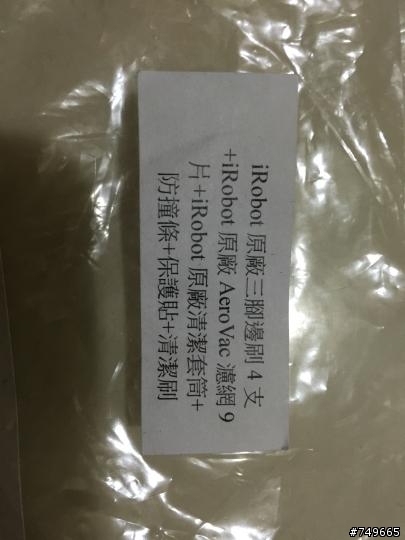 iRobot 原廠三腳邊刷 4 支
+iRobot 原廠 AeroVac 濾網 9
片+iRobot 原廠清潔套筒+
防撞條+保護貼+清潔刷
#749665